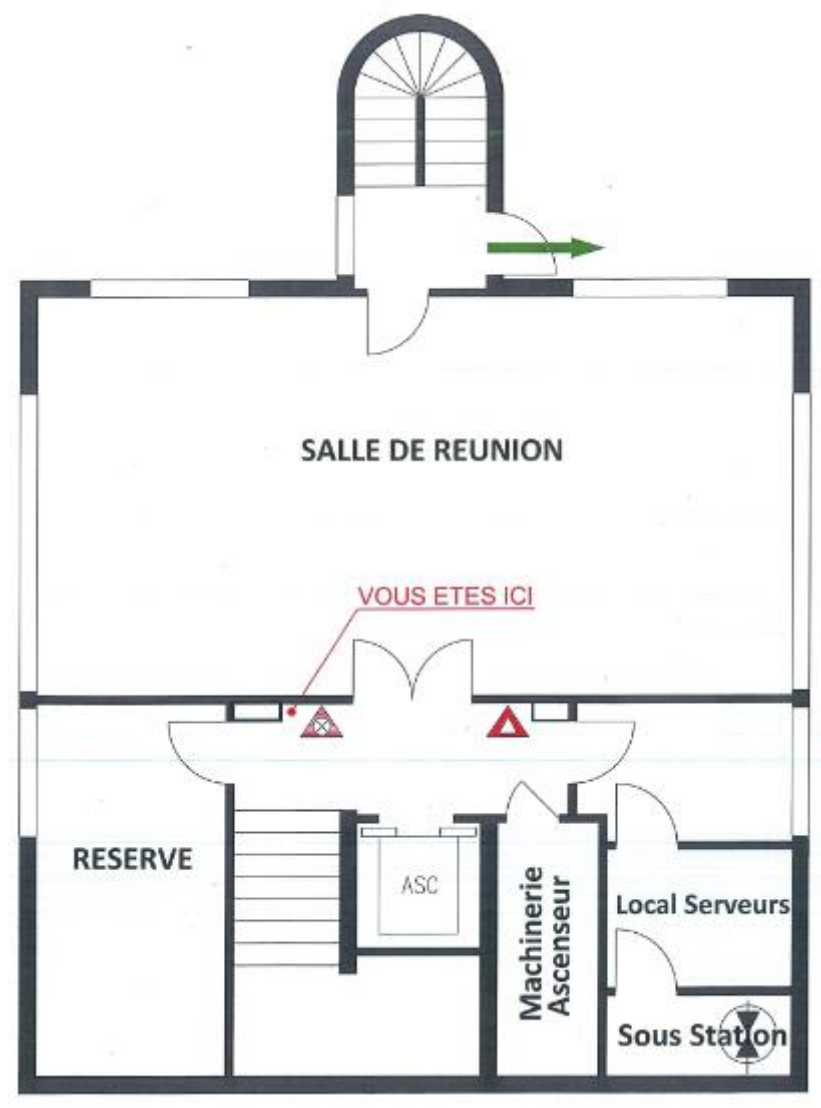 SALLE DE REUNION
VOUS ETES ICI
RESERVE
ASC
Machinerie
Ascenseur
Local Serveurs
Sous Station